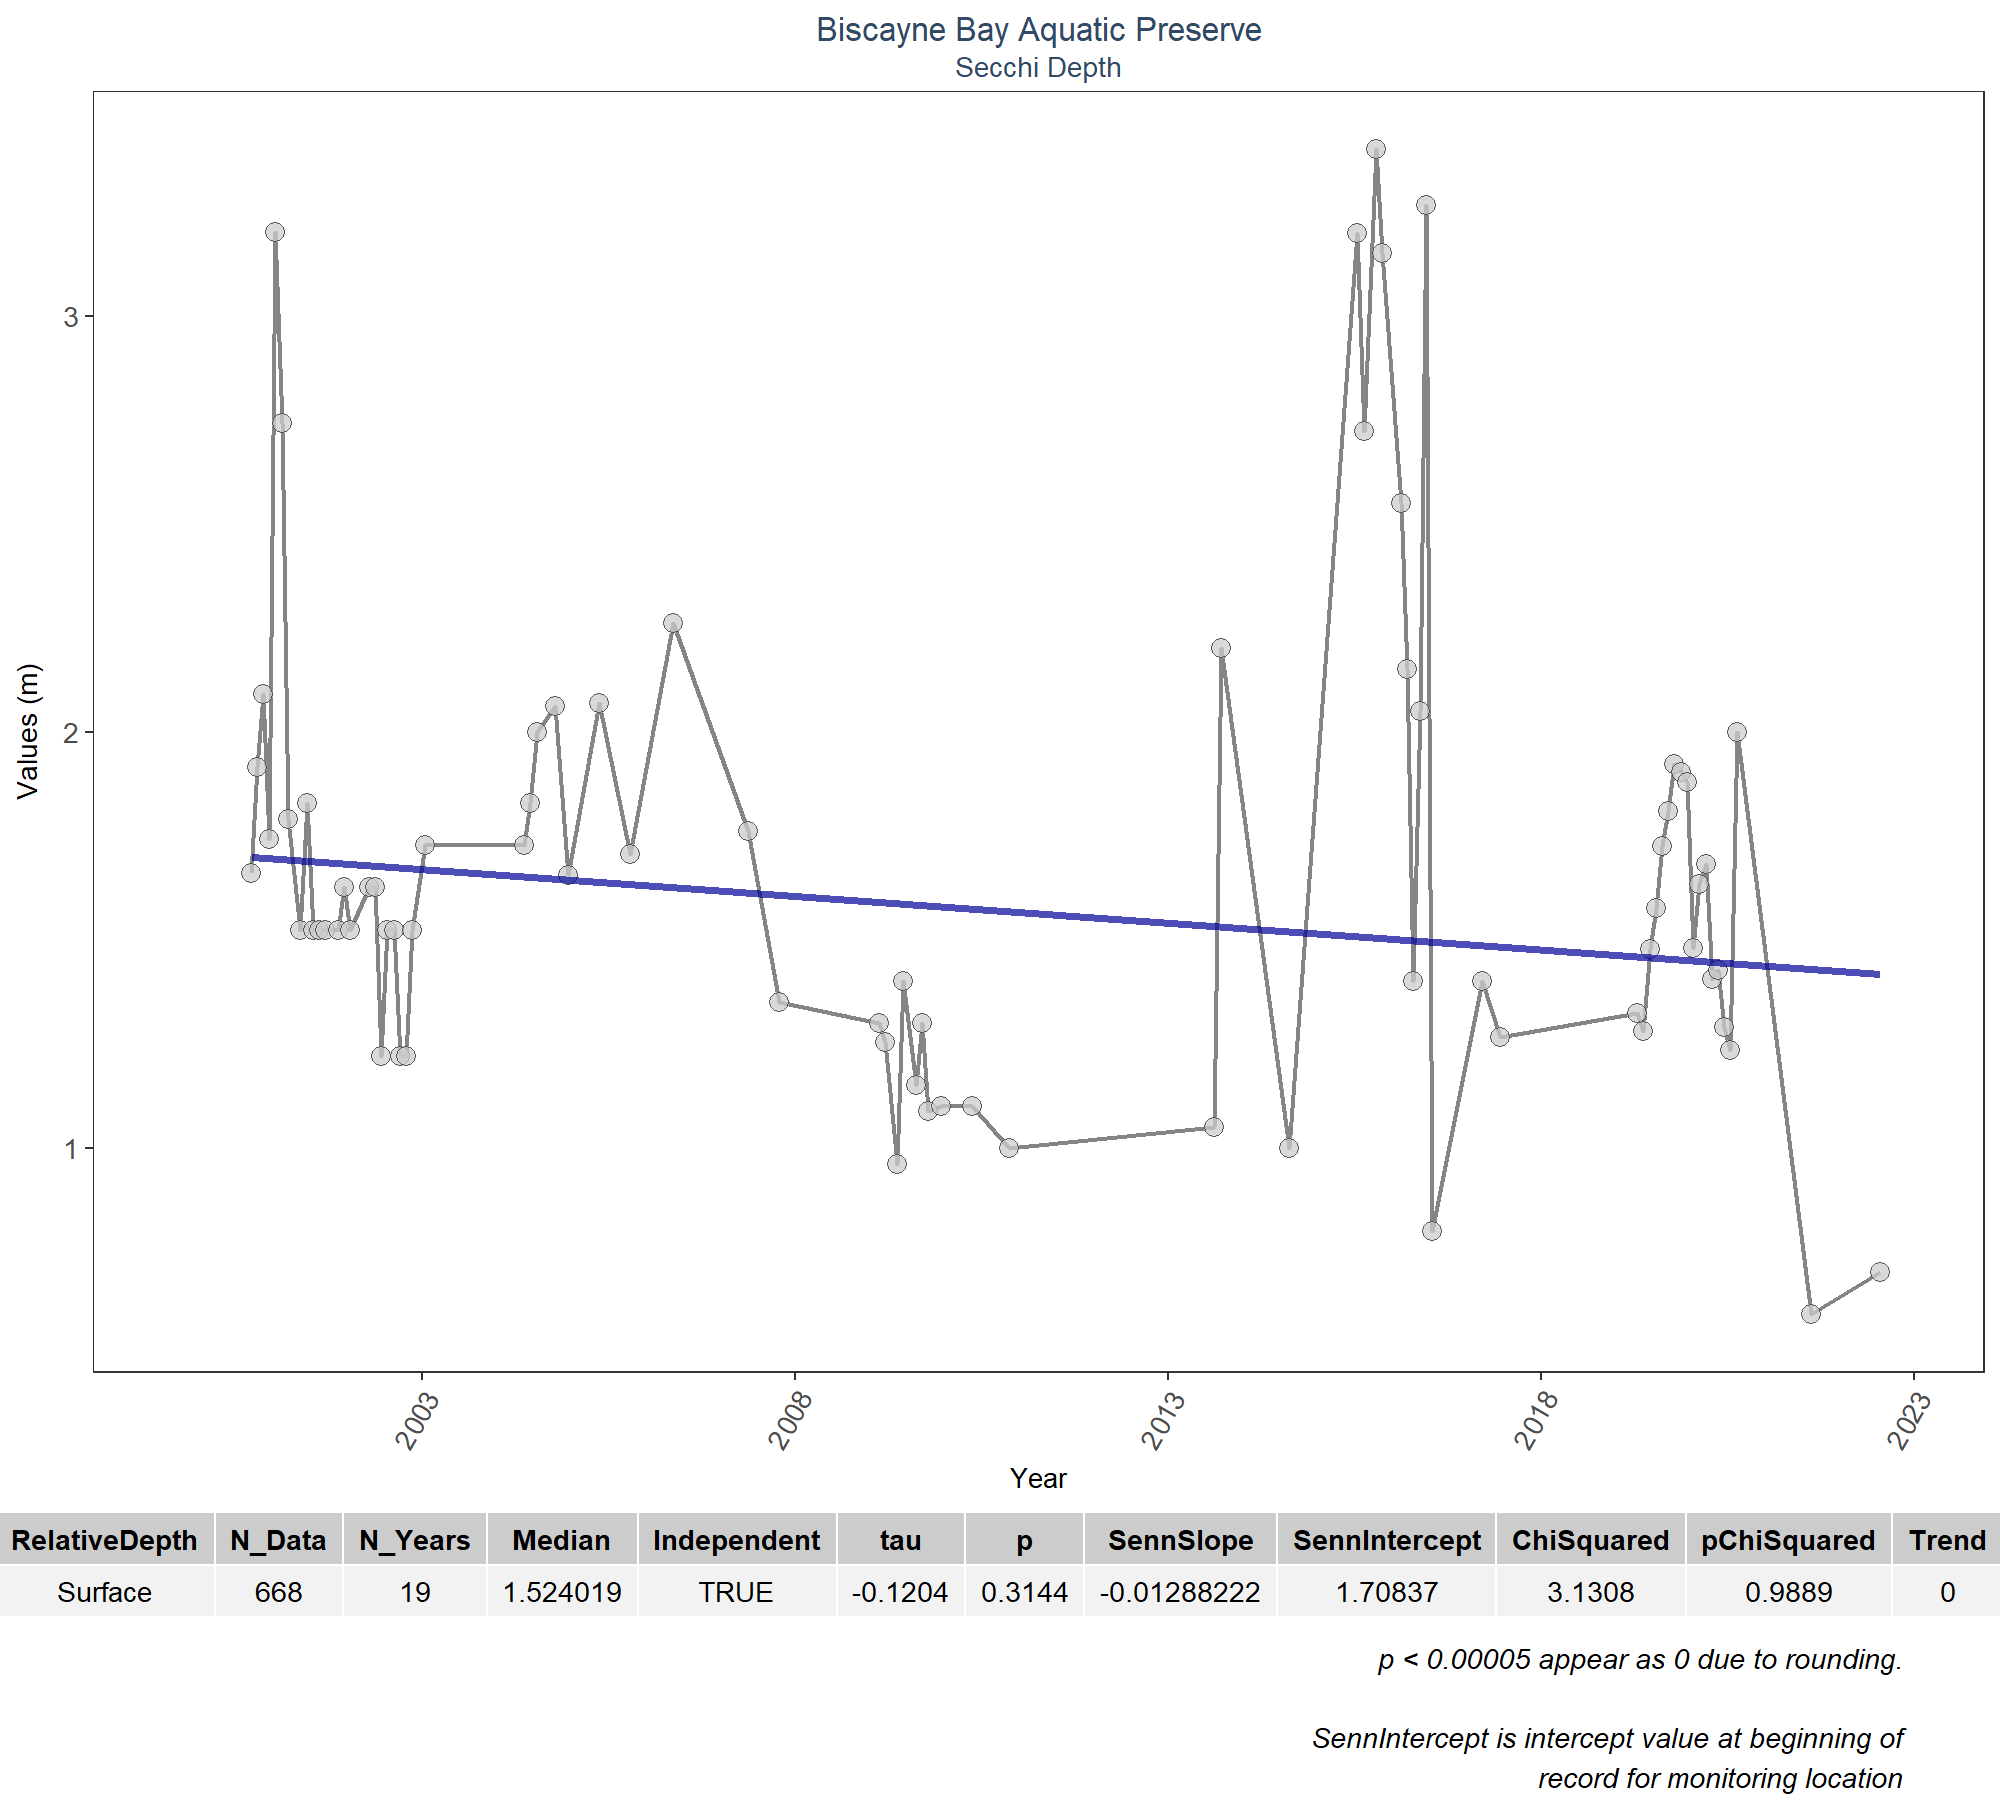 Biscayne Bay Aquatic Preserve
Secchi Depth
Values (m)
3
2
1
2003 2008 2013 2018 2023
Year
RelativeDepth N_Data N_Years Median Independent tau p SennSlope SennIntercept ChiSquared pChiSquared Trend
Surface 668 19 1.524019 TRUE -0.1204 0.3144 -0.01288222 1.70837 3.1308 0.9889 0
p < 0.00005 appear as 0 due to rounding.
SennIntercept is intercept value at beginning of
record for monitoring location